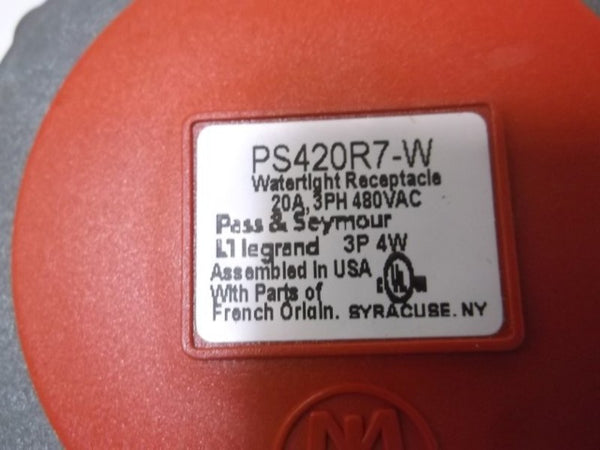 PS420R7-W
Watertight Receptacle
20A, 3PH 480VAC
Pass & Seymour
legrand 3P 4W
Assembled in USA
With Parts of
French Origin. SYRACUSE, NY
UL